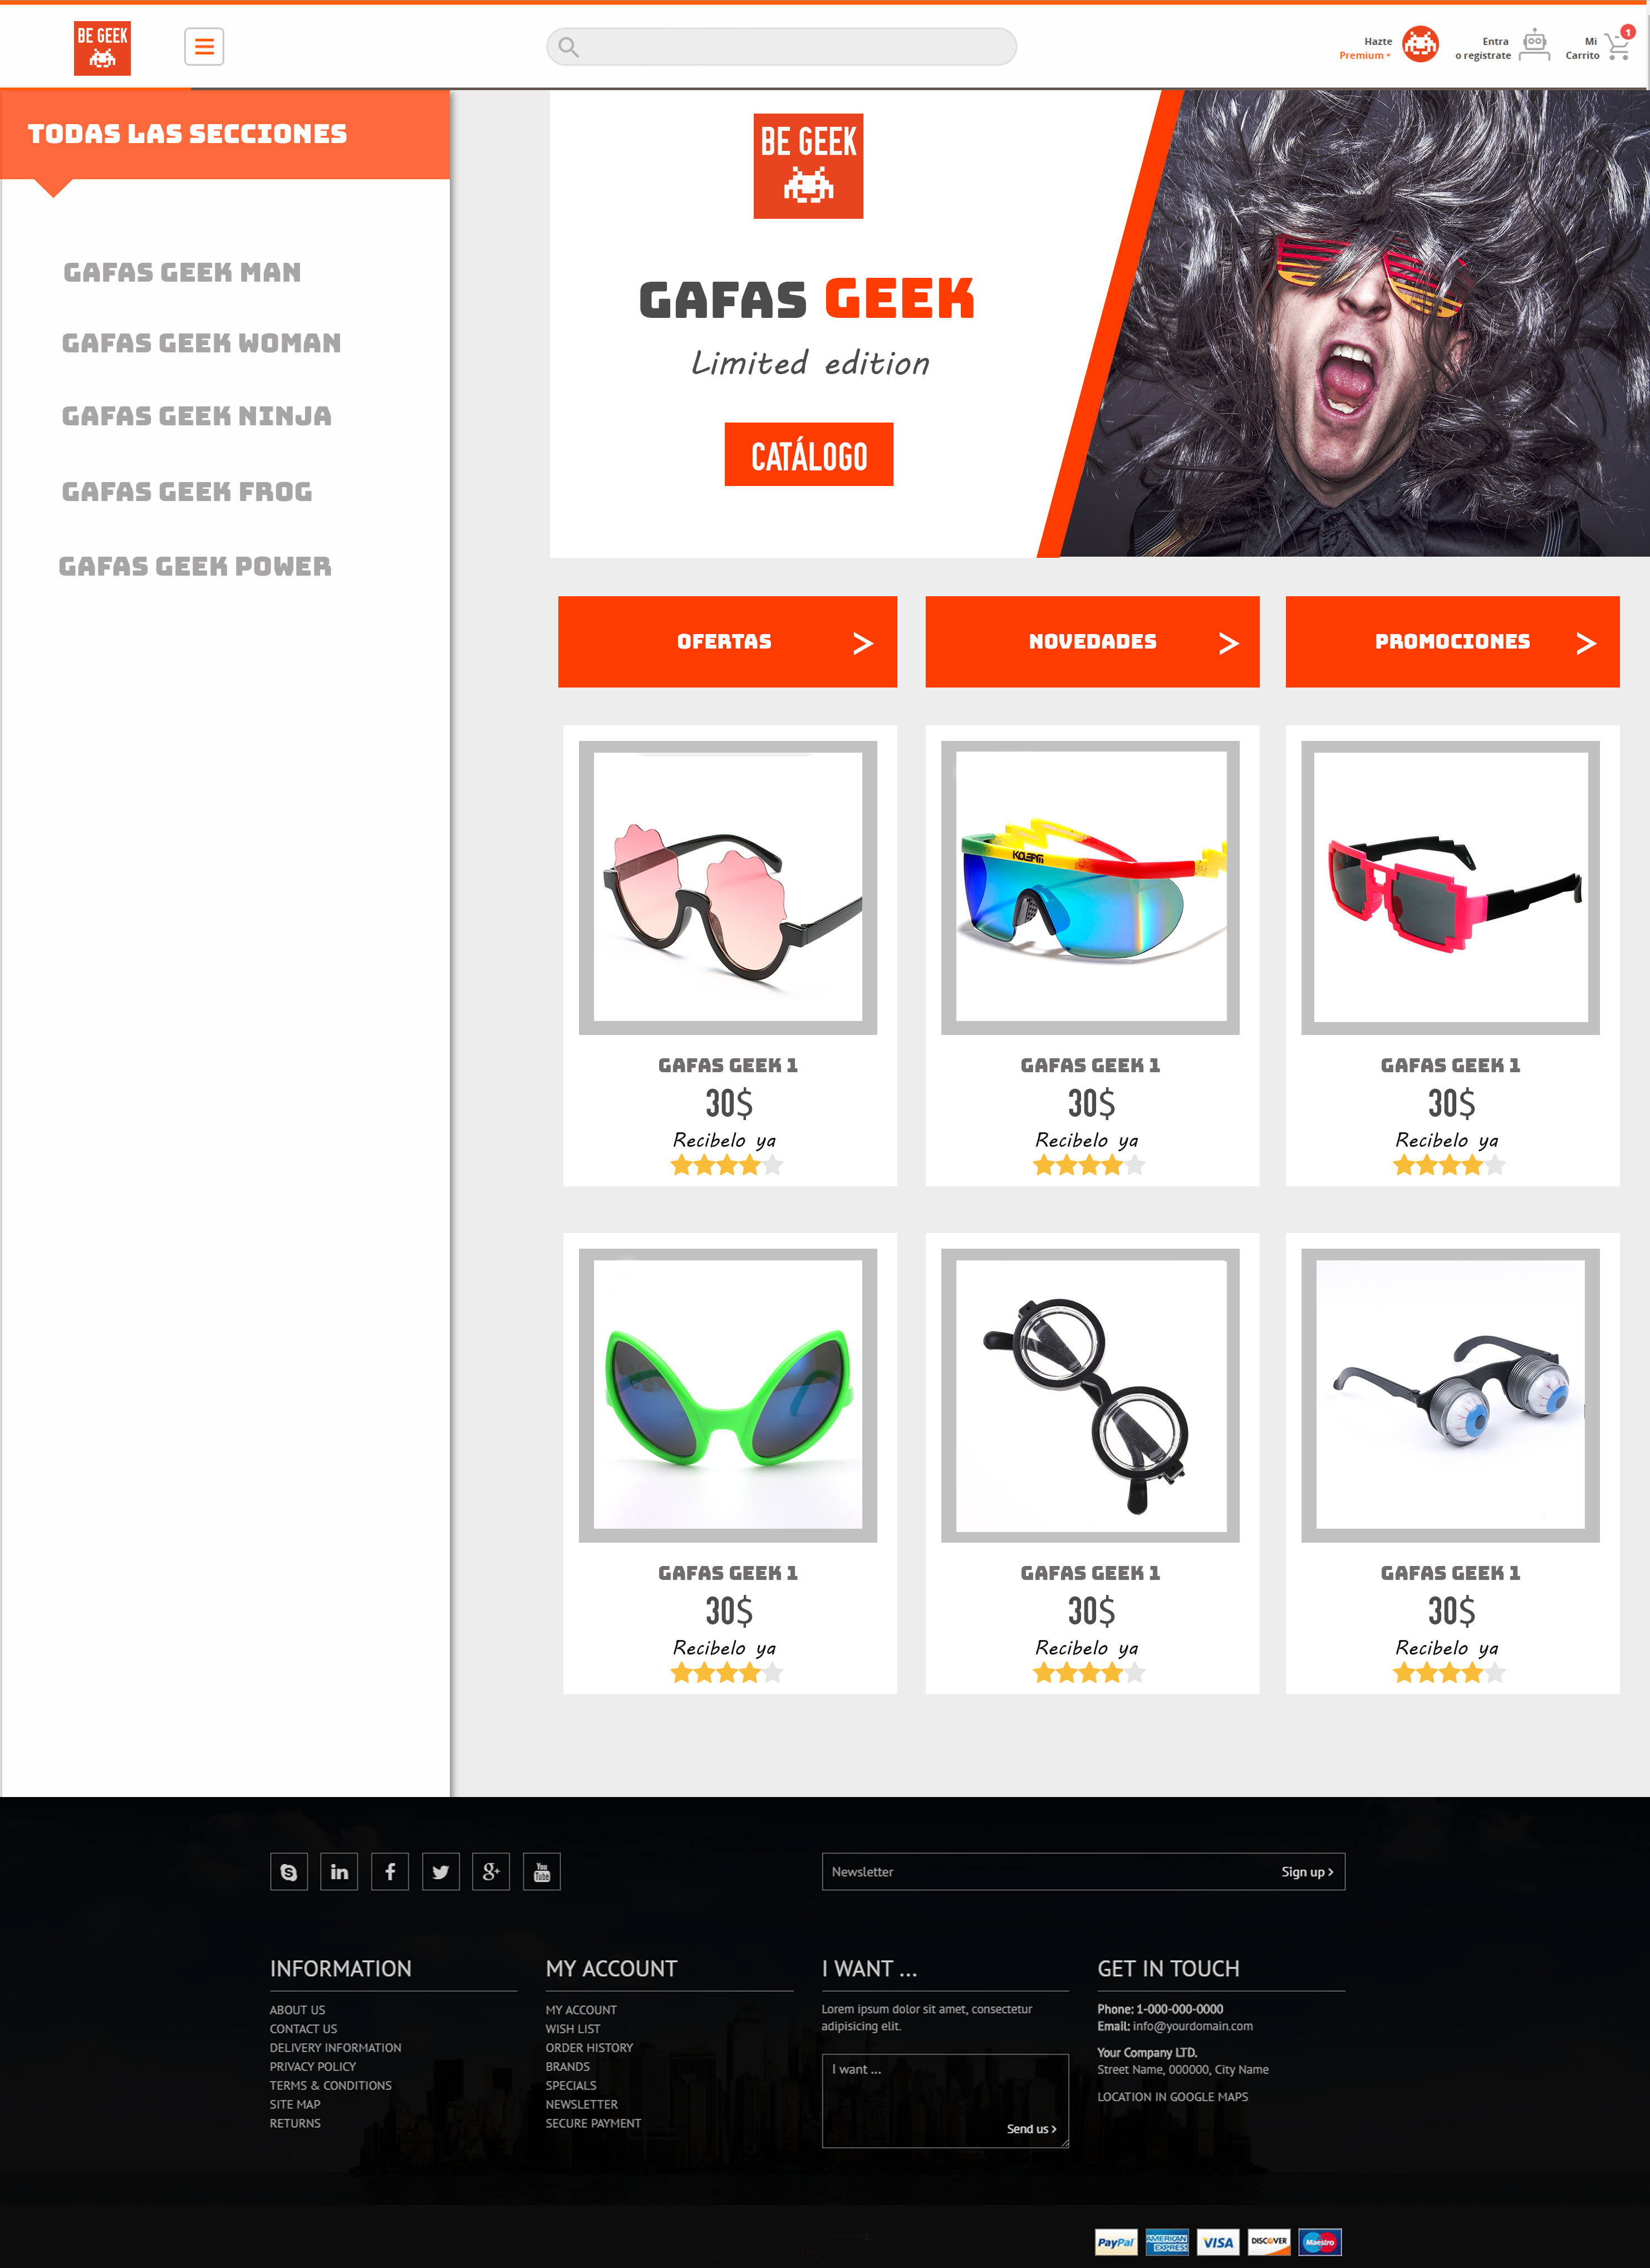 BE GEEK
Hazte
Premium
Entra
o regístrate
Mi
Carrito
1
TODAS LAS SECCIONES
GAFAS GEEK MAN
GAFAS GEEK WOMAN
GAFAS GEEK NINJA
GAFAS GEEK FROG
GAFAS GEEK POWER
BE GEEK
GAFAS GEEK
Limited edition
CATÁLOGO
OFERTAS >
NOVEDADES >
PROMOCIONES >
GAFAS GEEK 1
30$
Recibelo ya
GAFAS GEEK 1
30$
Recibelo ya
GAFAS GEEK 1
30$
Recibelo ya
GAFAS GEEK 1
30$
Recibelo ya
GAFAS GEEK 1
30$
Recibelo ya
GAFAS GEEK 1
30$
Recibelo ya
in
f
g+
You
Tube
Newsletter
Sign up >
INFORMATION
ABOUT US
CONTACT US
DELIVERY INFORMATION
PRIVACY POLICY
TERMS & CONDITIONS
SITE MAP
RETURNS
MY ACCOUNT
MY ACCOUNT
WISH LIST
ORDER HISTORY
BRANDS
SPECIALS
NEWSLETTER
SECURE PAYMENT
I WANT ...
Lorem ipsum dolor sit amet, consectetur
adipisicing elit.
I want ...
Send us >
GET IN TOUCH
Phone: 1-000-000-0000
Email: info@yourdomain.com
Your Company LTD.
Street Name, 000000, City Name
LOCATION IN GOOGLE MAPS
PayPal
AMERICAN
EXPRESS
VISA
DISCOVER
Maestro